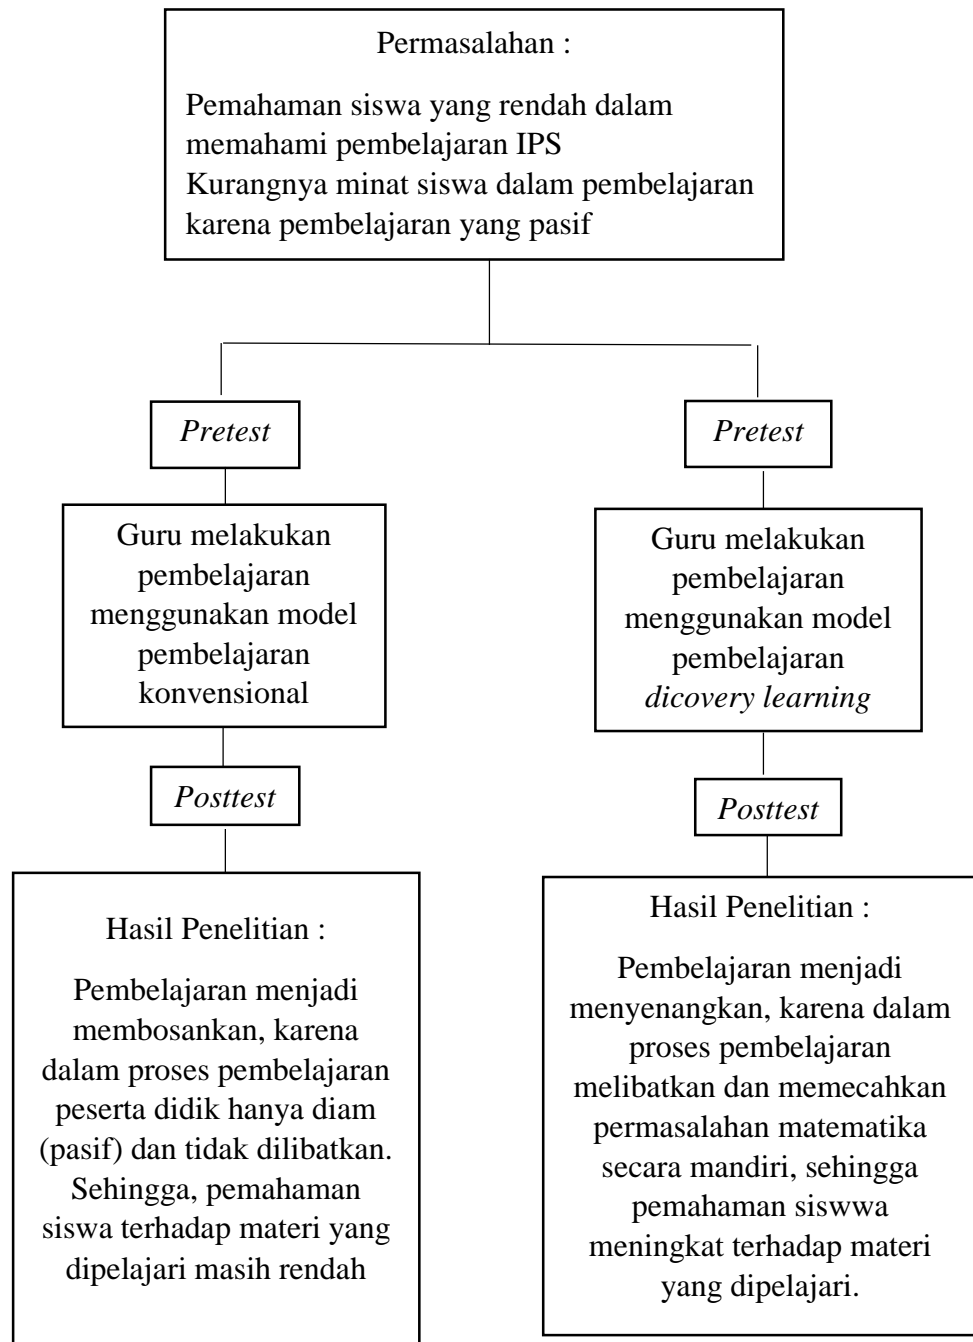 Permasalahan :
Pemahaman siswa yang rendah dalam
memahami pembelajaran IPS
Kurangnya minat siswa dalam pembelajaran
karena pembelajaran yang pasif
Pretest
Guru melakukan
pembelajaran
menggunakan model
pembelajaran
konvensional
Posttest
Hasil Penelitian :
Pembelajaran menjadi
membosankan, karena
dalam proses pembelajaran
peserta didik hanya diam
(pasif) dan tidak dilibatkan.
Sehingga, pemahaman
siswa terhadap materi yang
dipelajari masih rendah
Pretest
Guru melakukan
pembelajaran
menggunakan model
pembelajaran
dicovery learning
Posttest
Hasil Penelitian :
Pembelajaran menjadi
menyenangkan, karena dalam
proses pembelajaran
melibatkan dan memecahkan
permasalahan matematika
secara mandiri, sehingga
pemahaman siswwa
meningkat terhadap materi
yang dipelajari.